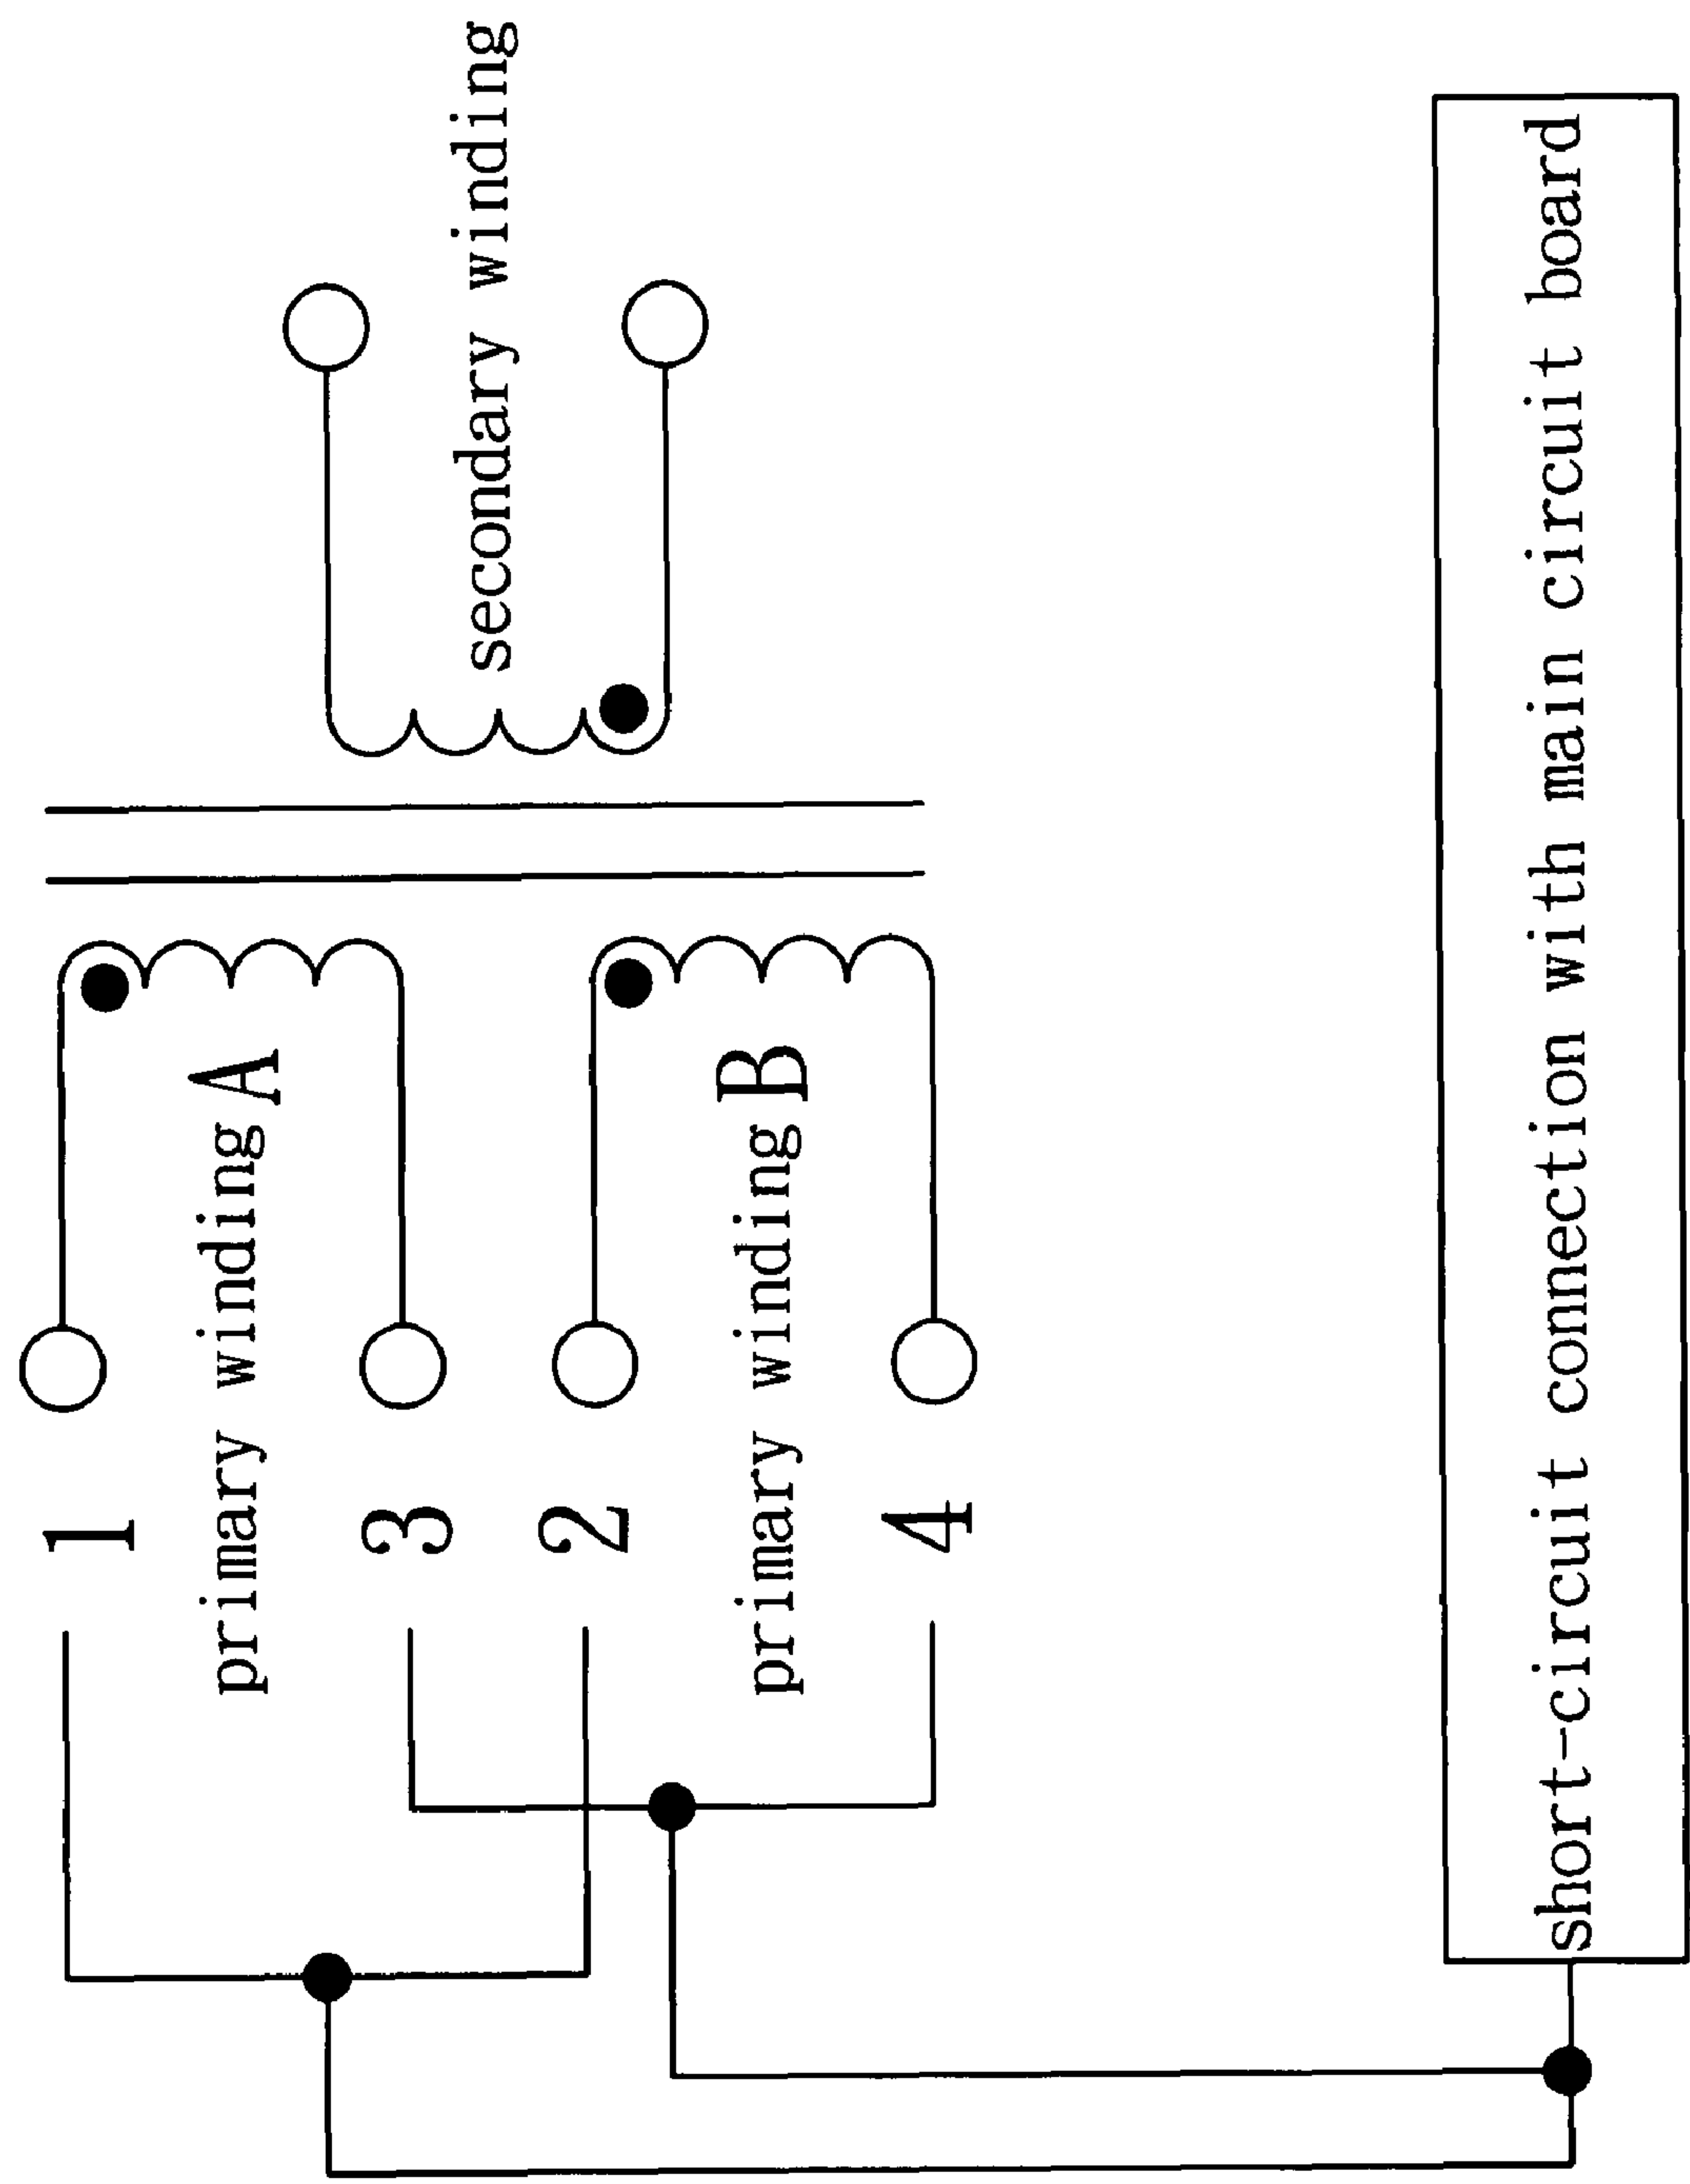 secondary winding
primary winding A
primary winding B
1
3
2
4
short-circuit connection with main circuit board